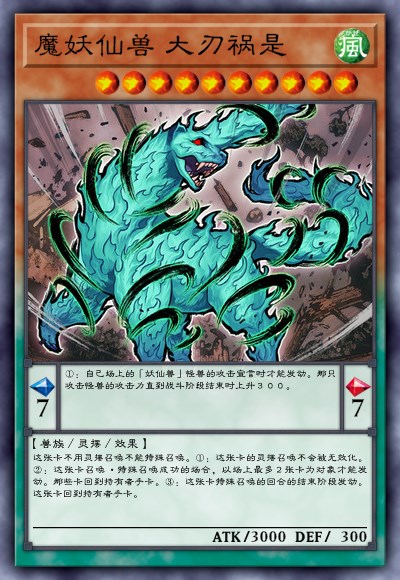 魔妖仙兽 大刃祸是
風
①:自己场上的「妖仙兽」怪兽的攻击宣言时才能发动。那只
攻击怪兽的攻击力直到战斗阶段结束时上升300。
7
7
【兽族/灵摆/效果】
这张卡不用灵摆召唤不能特殊召唤。①:这张卡的灵摆召唤不会被无效化。
②:这张卡召唤·特殊召唤成功的场合,以场上最多2张卡为对象才能发
动。那些卡回到持有者手卡。③:这张卡特殊召唤的回合的结束阶段发动。
这张卡回到持有者手卡。
ATK/3000 DEF/ 300